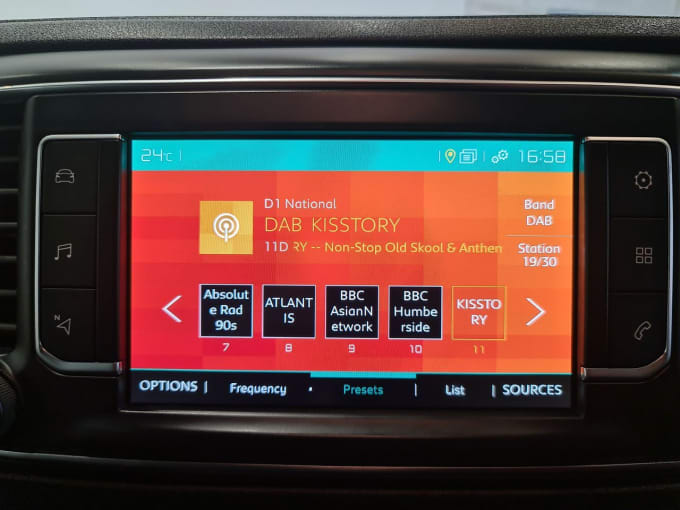 24°C 16:58
D1 National
DAB KISSTORY
11D RY -- Non-Stop Old Skool & Anthen
Band
DAB
Station
19/30
Absolut
e Rad
90s
7
ATLANT
IS
8
BBC
AsianN
etwork
9
BBC
Humbe
rside
10
KISSTO
RY
11
N
OPTIONS Frequency Presets List SOURCES